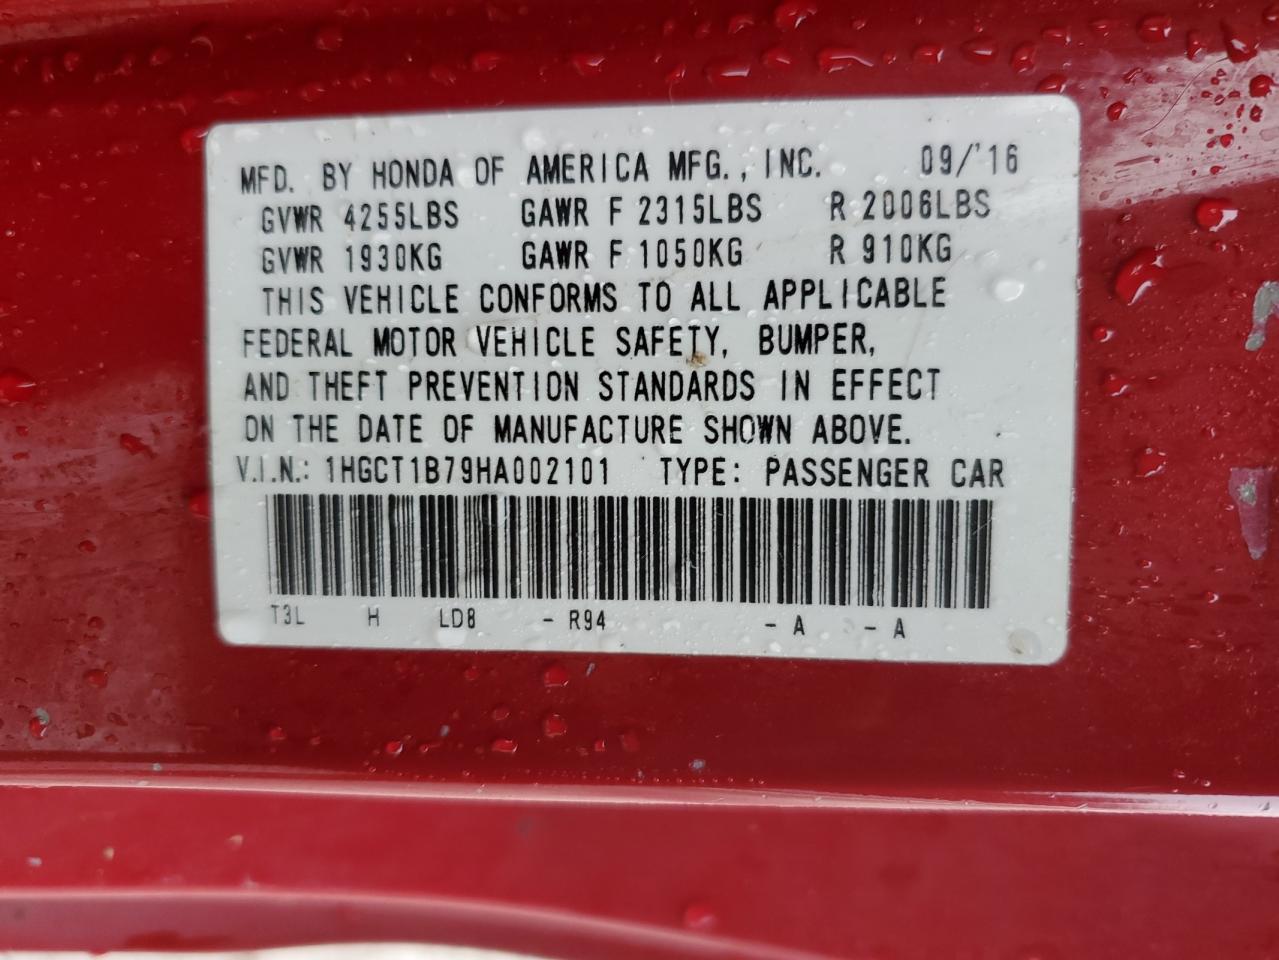 MFD. BY HONDA OF AMERICA MFG., INC. 09/'16
GVWR 4255LBS GAWR F 2315LBS R 2006LBS
GVWR 1930KG GAWR F 1050KG R 910KG
THIS VEHICLE CONFORMS TO ALL APPLICABLE
FEDERAL MOTOR VEHICLE SAFETY, BUMPER,
AND THEFT PREVENTION STANDARDS IN EFFECT
ON THE DATE OF MANUFACTURE SHOWN ABOVE.
V.I.N.: 1HGCT1B79HA002101 TYPE: PASSENGER CAR
T3L H LD8 - R94 - A - A